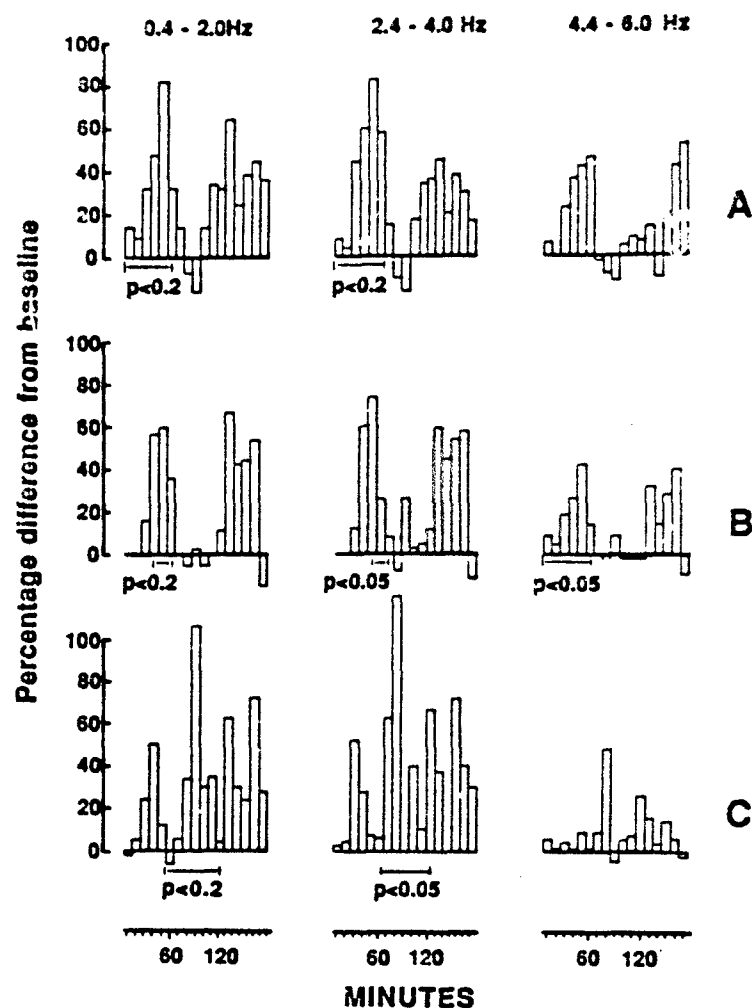 0.4 - 2.0Hz 2.4 - 4.0 Hz 4.4 - 6.0 Hz
100
80
60
40
20
0
A
p<0.2 p<0.2
Percentage difference from baseline
100
80
60
40
20
0
B
p<0.2 p<0.05 p<0.05
100
80
60
40
20
0
C
p<0.2 p<0.05
60 120 60 120 60 120
MINUTES